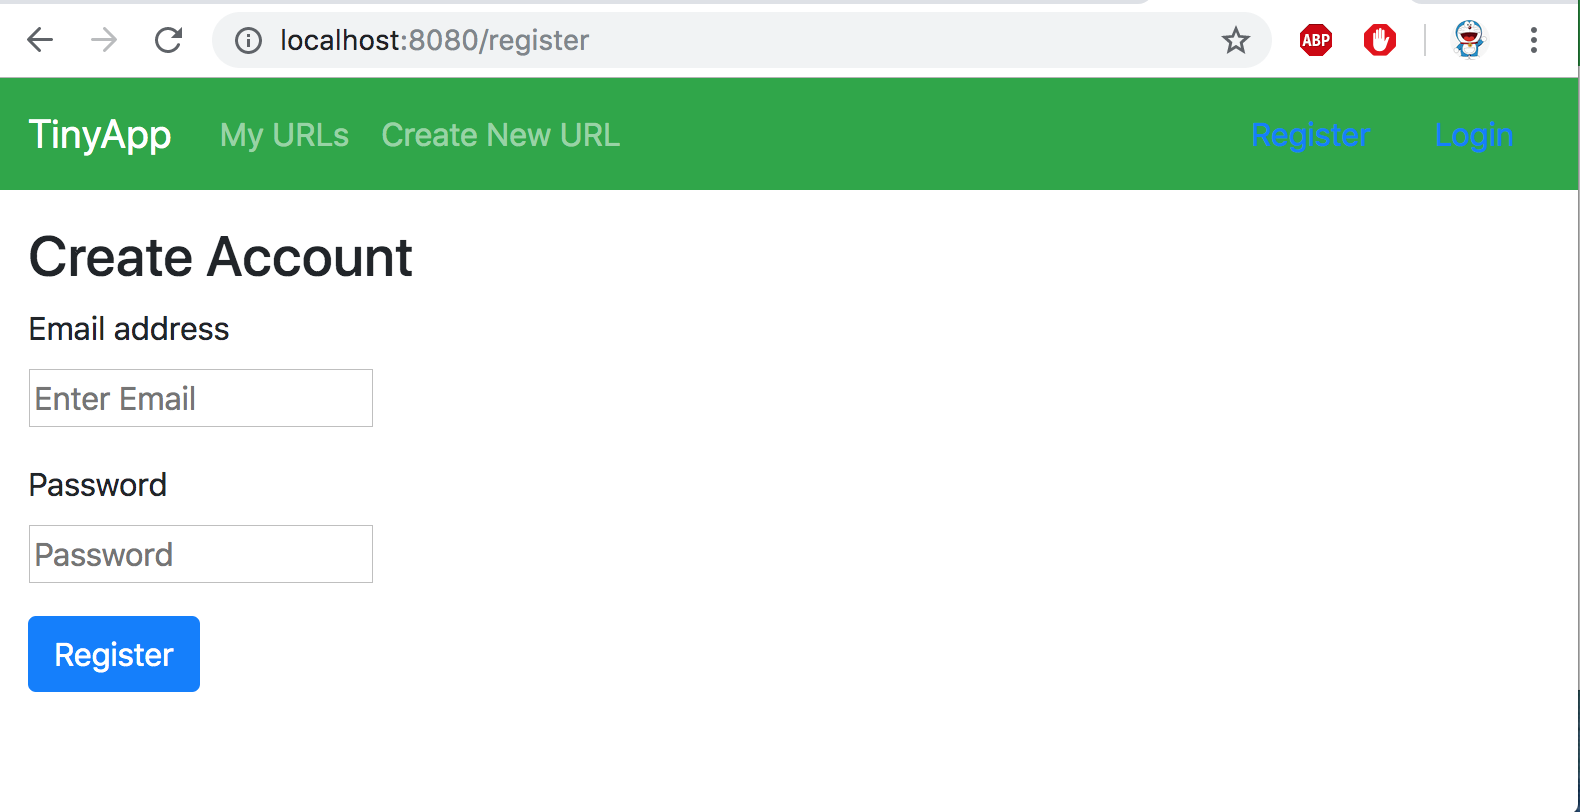 localhost:8080/register
ABP
TinyApp My URLs Create New URL Register Login
Create Account
Email address
Enter Email
Password
Password
Register